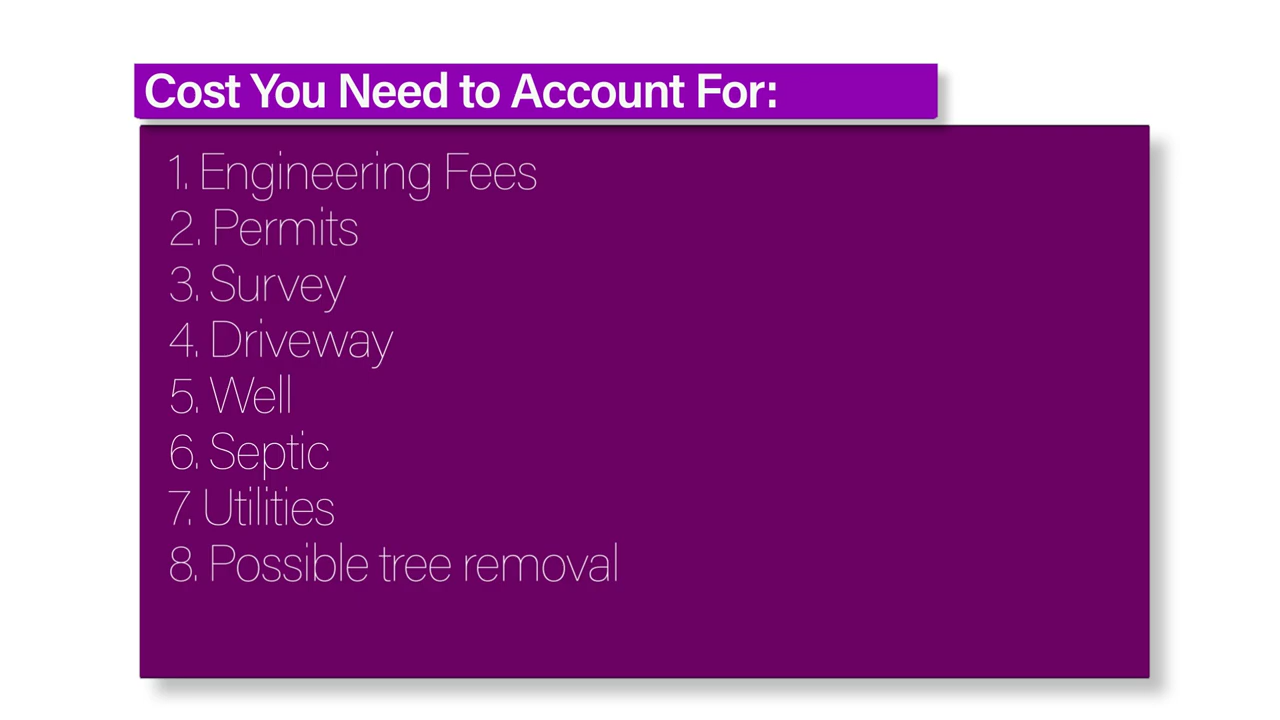 Cost You Need to Account For:
1. Engineering Fees
2. Permits
3. Survey
4. Driveway
5. Well
6. Septic
7. Utilities
8. Possible tree removal